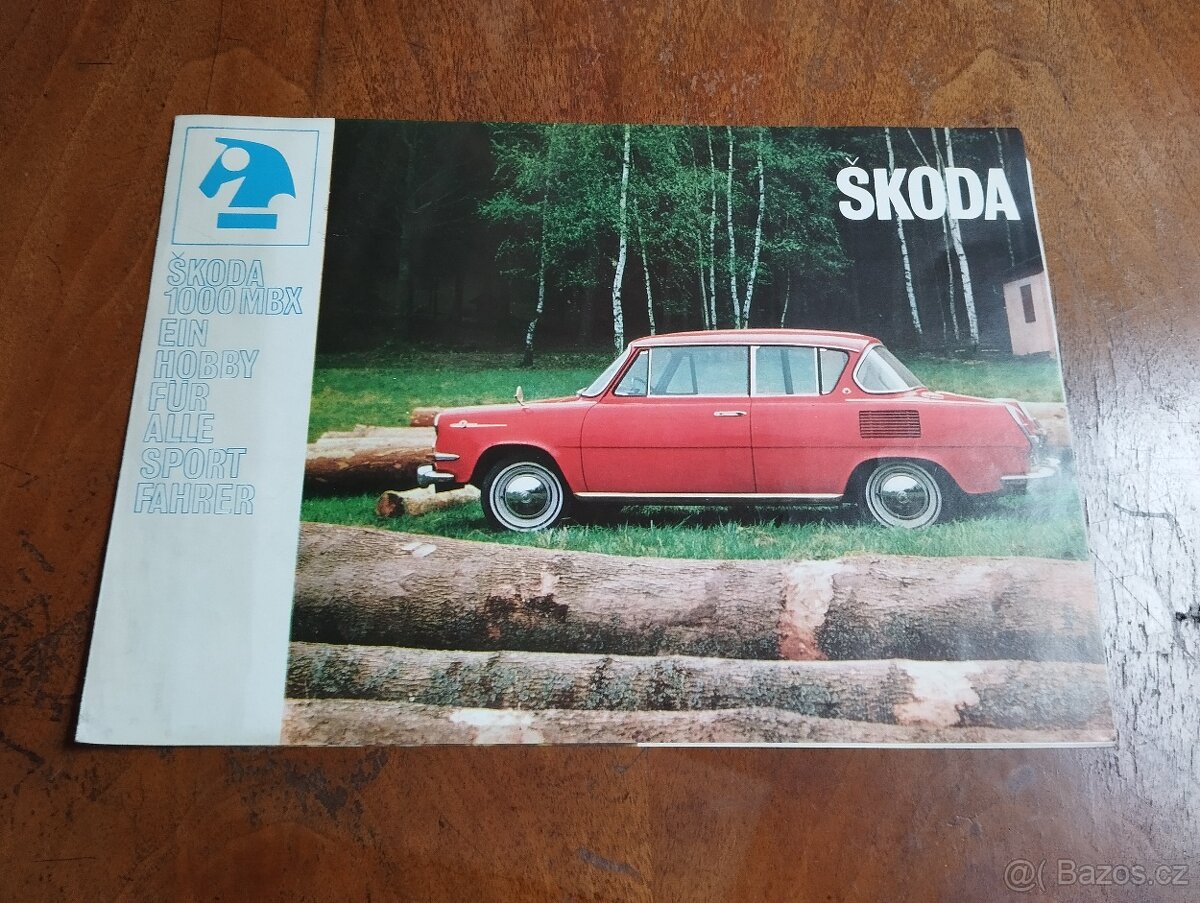 ŠKODA
1000 MBX
EIN
HOBBY
FÜR
ALLE
SPORT
FAHRER
ŠKODA
@( Bazos.cz